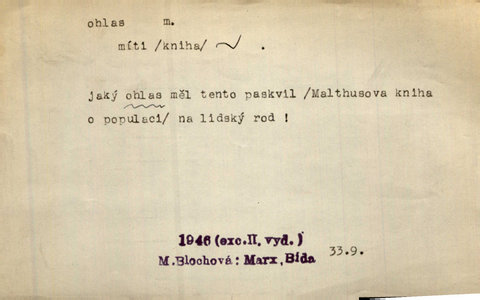 ohlas m.
míti /kniha/ ~ .
jaký ohlas měl tento paskvil /Malthusova kniha
o populaci/ na lidský rod !
1946 (exc.II. vyd.)
M.Blochová: Marx, Bída 33.9.